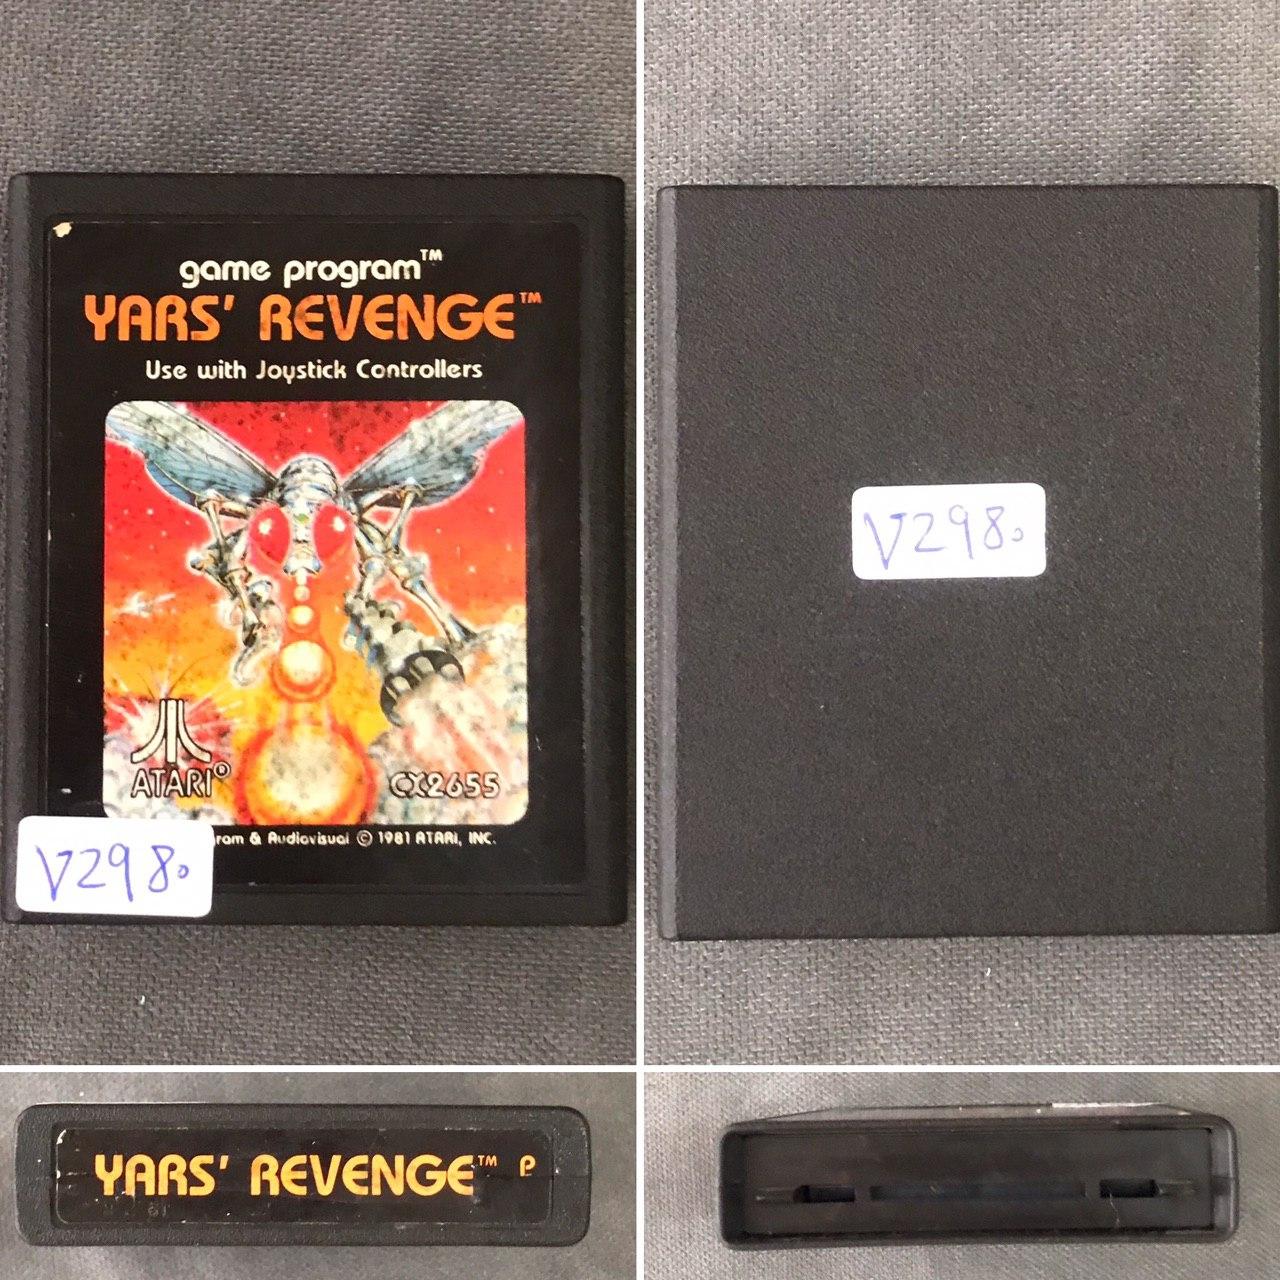 game program™
YARS' REVENGE™
Use with Joystick Controllers
ATARI®
CX2655
ram & Audiovisual © 1981 ATARI, INC.
V298.
V298.
YARS' REVENGE™ P